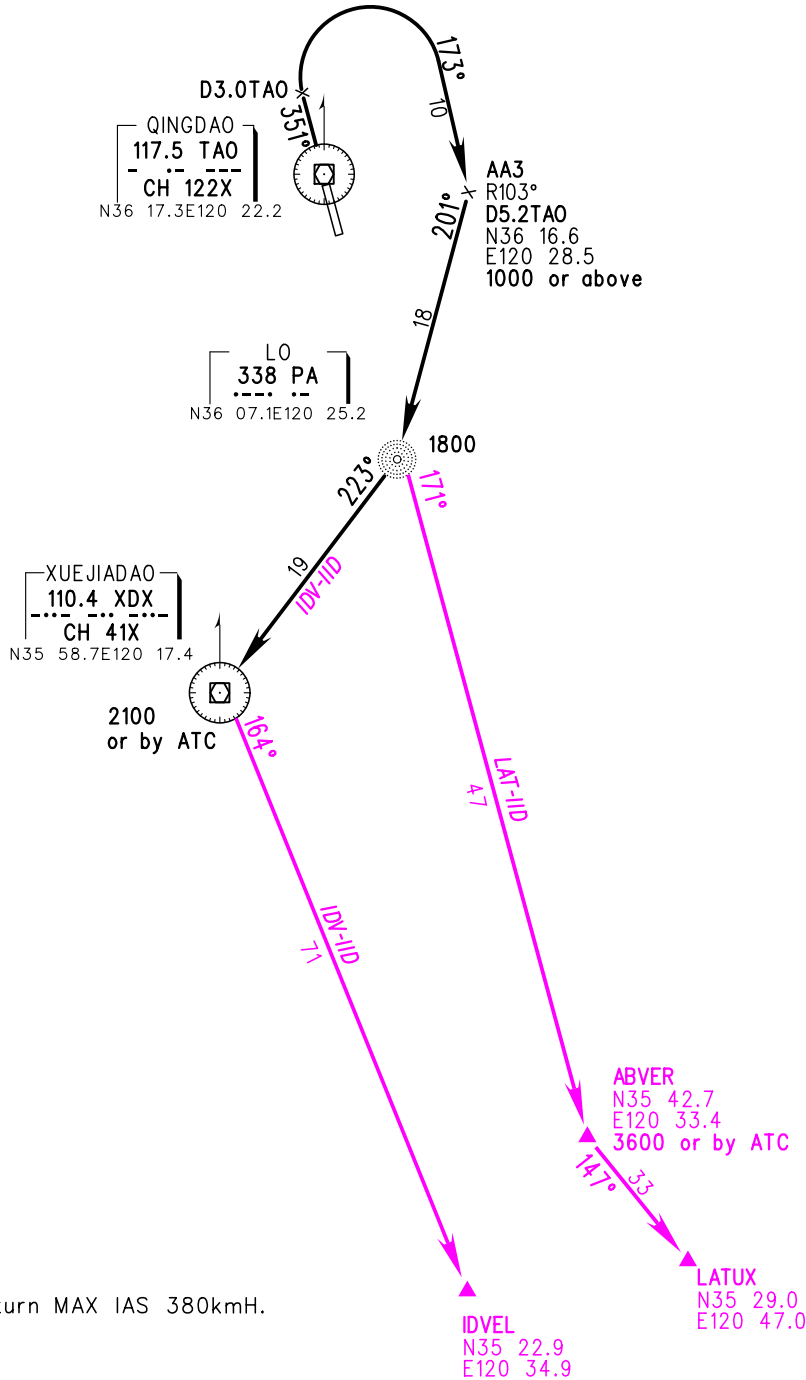 D3.0TAO
351°
173°
10
QINGDAO
117.5 TAO
CH 122X
N36 17.3E120 22.2
AA3
R103°
D5.2TAO
N36 16.6
E120 28.5
1000 or above
201°
18
LO
338 PA
N36 07.1E120 25.2
1800
223°
171°
19
IDV-11D
XUEJIADAO
110.4 XDX
CH 41X
N35 58.7E120 17.4
2100
or by ATC
164°
LAT-11D
47
IDV-11D
71
ABVER
N35 42.7
E120 33.4
3600 or by ATC
147°
33
LATUX
N35 29.0
E120 47.0
turn MAX IAS 380kmH.
IDVEL
N35 22.9
E120 34.9